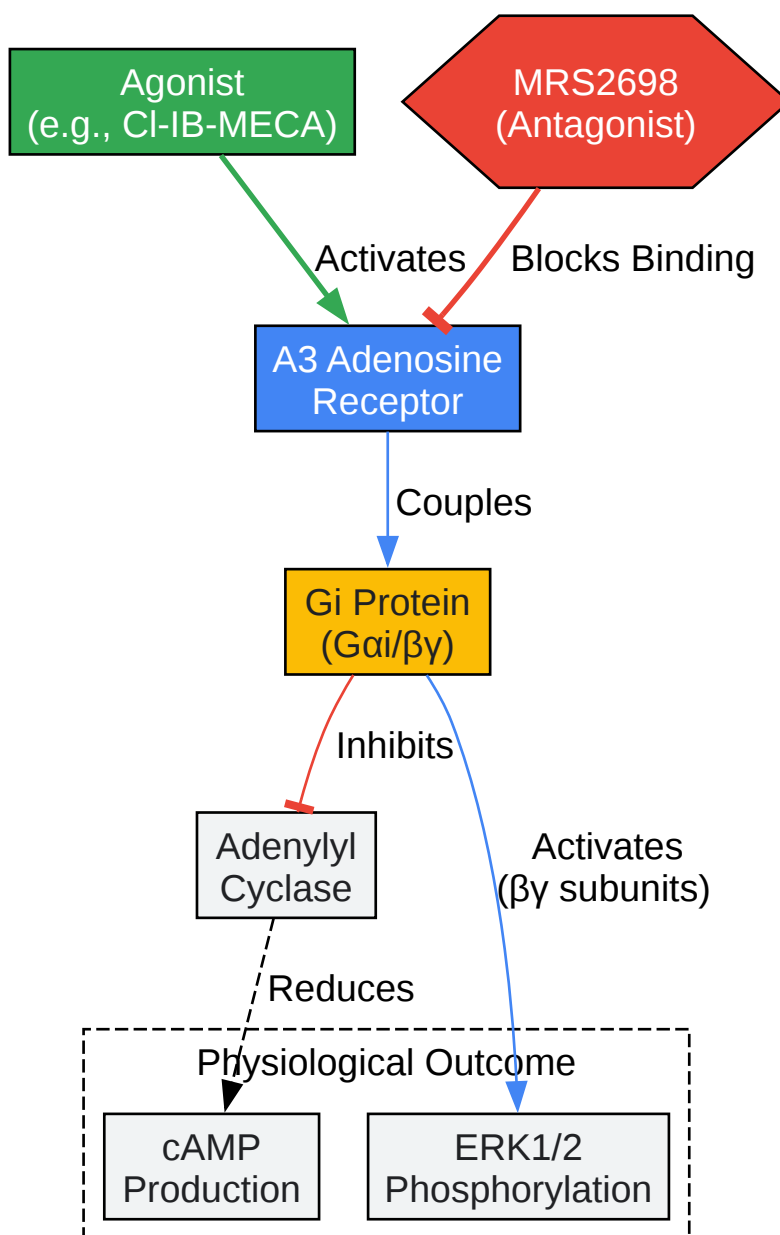 Agonist
(e.g., Cl-IB-MECA)
MRS2698
(Antagonist)
Activates
Blocks Binding
A3 Adenosine
Receptor
Couples
Gi Protein
(Gαi/βγ)
Inhibits
Adenylyl
Cyclase
Activates
(βγ subunits)
Reduces
Physiological Outcome
cAMP
Production
ERK1/2
Phosphorylation